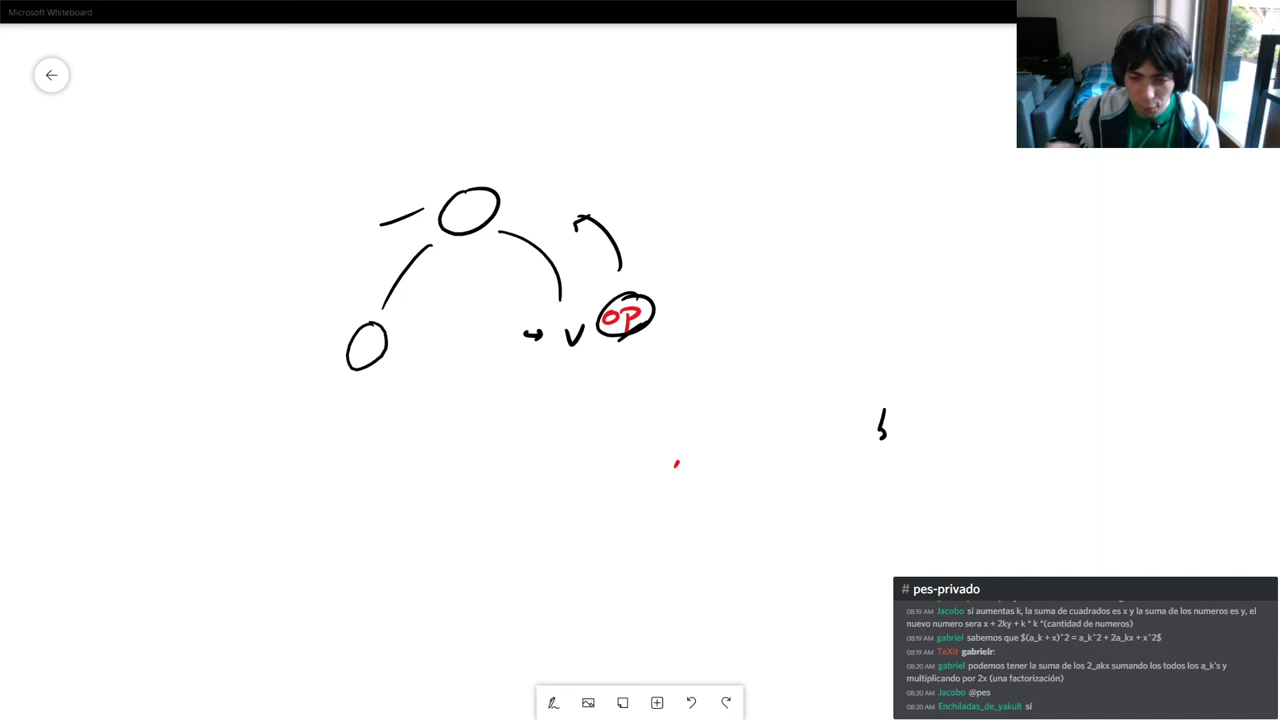 Microsoft Whiteboard
v
OP
# pes-privado
08:19 AM Jacobo si aumentas k, la suma de cuadrados es x y la suma de los numeros es y, el
nuevo numero sera x + 2ky + k * k *(cantidad de numeros)
08:19 AM gabriel sabemos que $(a_k + x)^2 = a_k^2 + 2a_kx + x^2$
08:19 AM TeXit gabrielr:
08:20 AM gabriel podemos tener la suma de los 2_akx sumando los todos los a_k's y
multiplicando por 2x (una factorización)
08:20 AM Jacobo @pes
08:20 AM Enchiladas_de_yakult sí